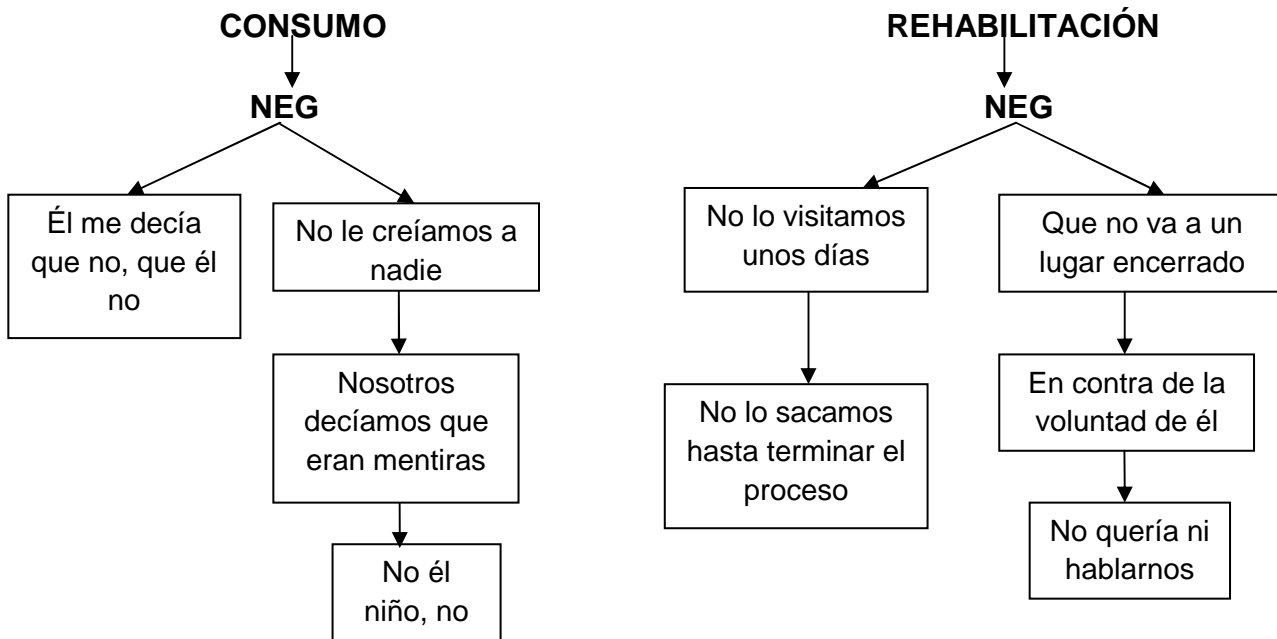 CONSUMO
NEG
Él me decía
que no, que él
no
No le creíamos a
nadie
Nosotros
decíamos que
eran mentiras
No él
niño, no
REHABILITACIÓN
NEG
No lo visitamos
unos días
No lo sacamos
hasta terminar el
proceso
Que no va a un
lugar encerrado
En contra de la
voluntad de él
No quería ni
hablarnos